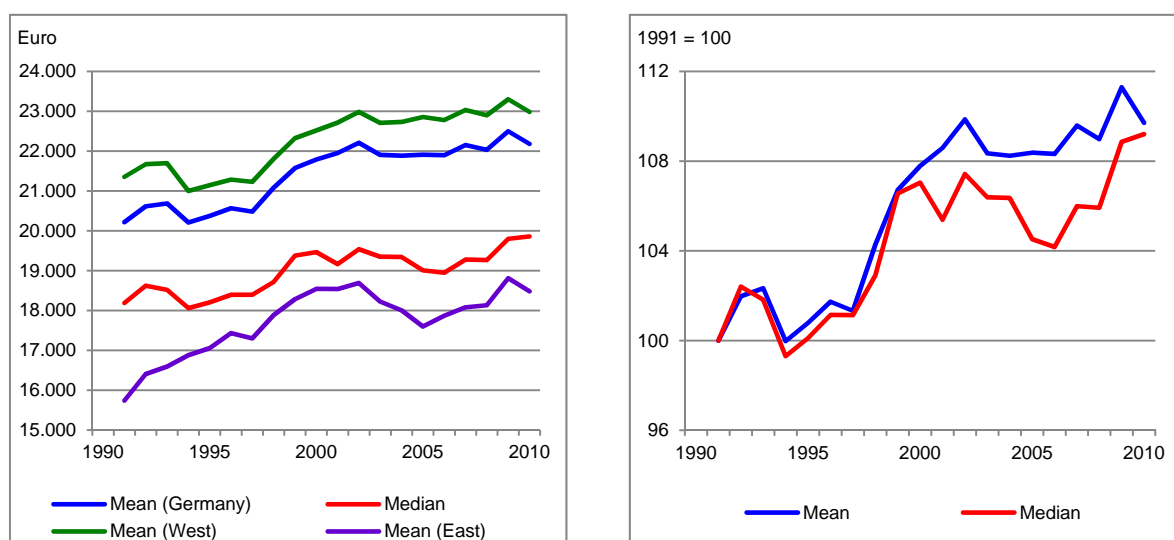 Euro
24.000
23.000
22.000
21.000
20.000
19.000
18.000
17.000
16.000
15.000
1990 1995 2000 2005 2010
Mean (Germany) Median
Mean (West) Mean (East)
1991 = 100
112
108
104
100
96
1990 1995 2000 2005 2010
Mean Median